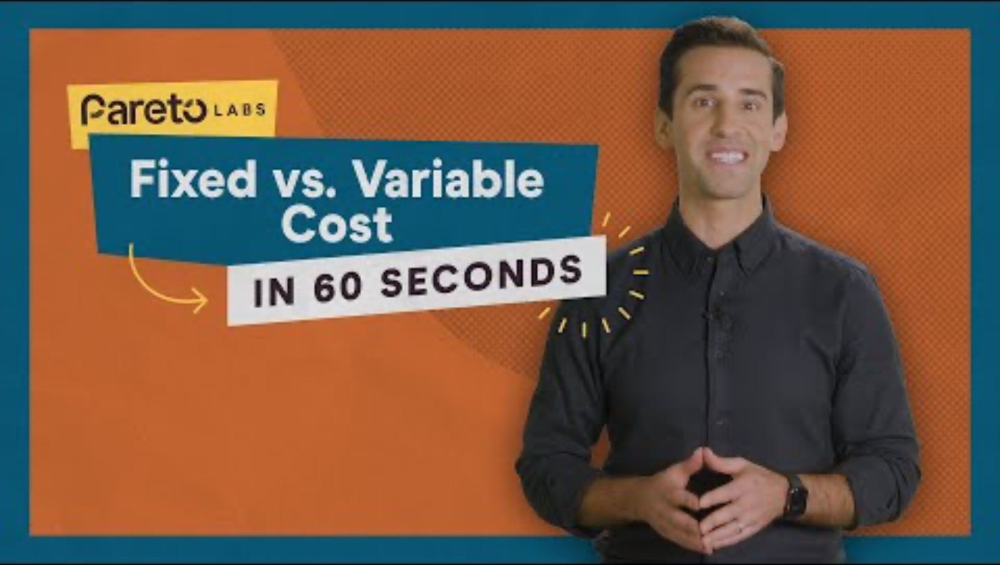 Pareto LABS
Fixed vs. Variable
Cost
IN 60 SECONDS